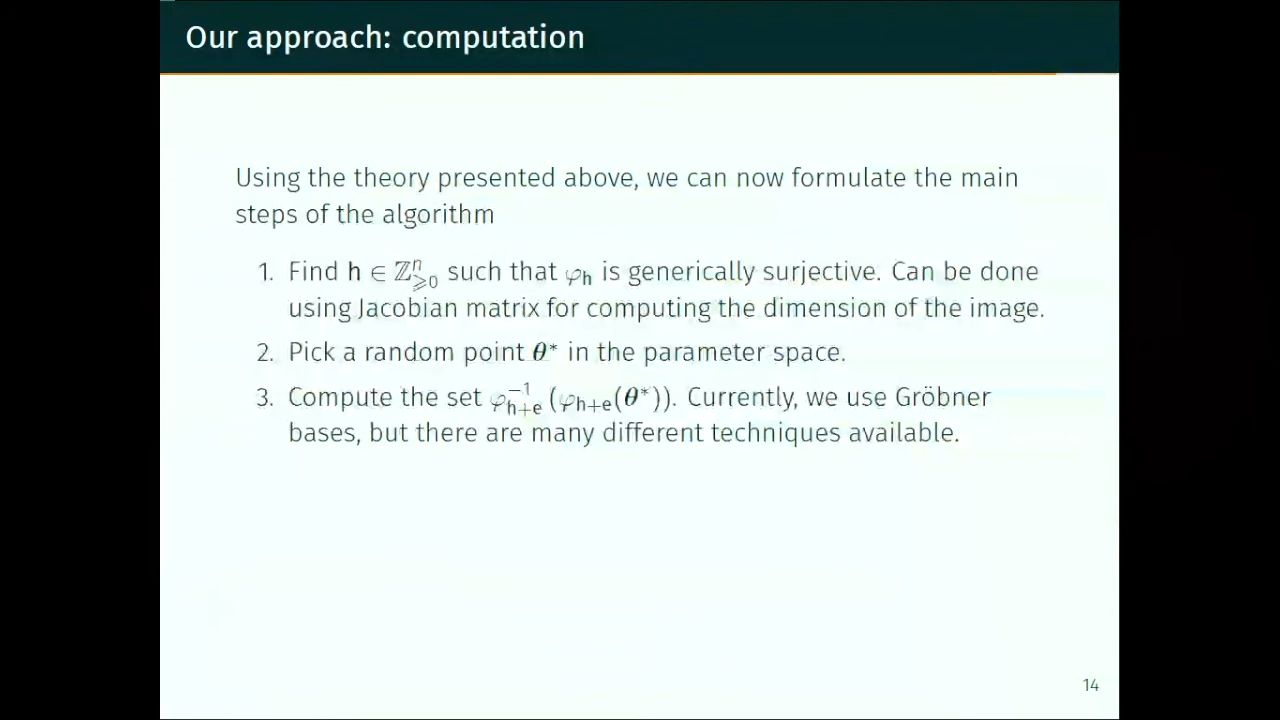 Our approach: computation
Using the theory presented above, we can now formulate the main
steps of the algorithm
1. Find h ∈ ℤⁿ⩾0 such that φh is generically surjective. Can be done
using Jacobian matrix for computing the dimension of the image.
2. Pick a random point θ* in the parameter space.
3. Compute the set φ⁻¹h+e (φh+e(θ*)). Currently, we use Gröbner
bases, but there are many different techniques available.
14